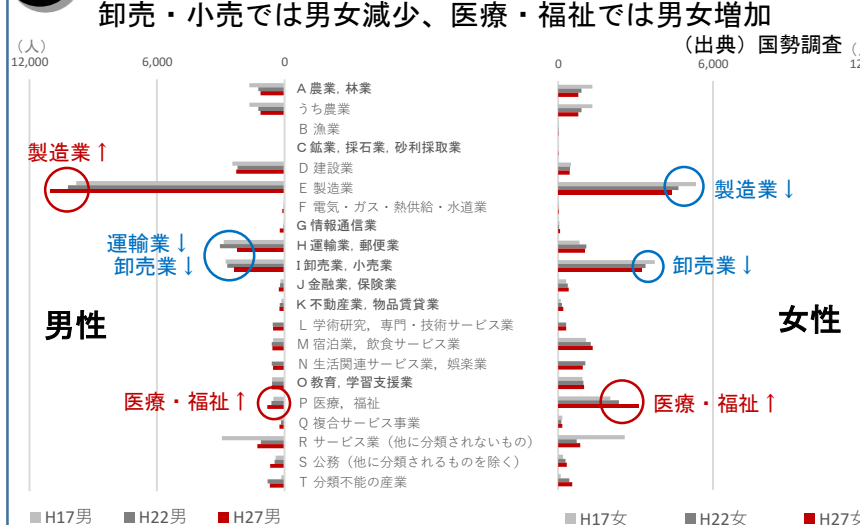 卸売・小売では男女減少、医療・福祉では男女増加
（出典）国勢調査
（人）
12,000
6,000
0
0
6,000
A 農業, 林業
うち農業
B 漁業
C 鉱業, 採石業, 砂利採取業
D 建設業
E 製造業
F 電気・ガス・熱供給・水道業
G 情報通信業
H 運輸業, 郵便業
I 卸売業, 小売業
J 金融業, 保険業
K 不動産業, 物品賃貸業
L 学術研究, 専門・技術サービス業
M 宿泊業, 飲食サービス業
N 生活関連サービス業, 娯楽業
O 教育, 学習支援業
P 医療, 福祉
Q 複合サービス事業
R サービス業（他に分類されないもの）
S 公務（他に分類されるものを除く）
T 分類不能の産業
製造業↑
運輸業↓
卸売業↓
男性
医療・福祉↑
製造業↓
卸売業↓
女性
医療・福祉↑
H17男 H22男 H27男
H17女 H22女 H27女